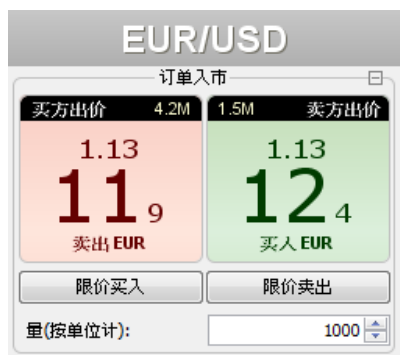 EUR/USD
订单入市
买方出价 4.2M 1.5M 卖方出价
1.13 1.13
11 9 12 4
卖出 EUR 买入 EUR
限价买入 限价卖出
量(按单位计): 1000